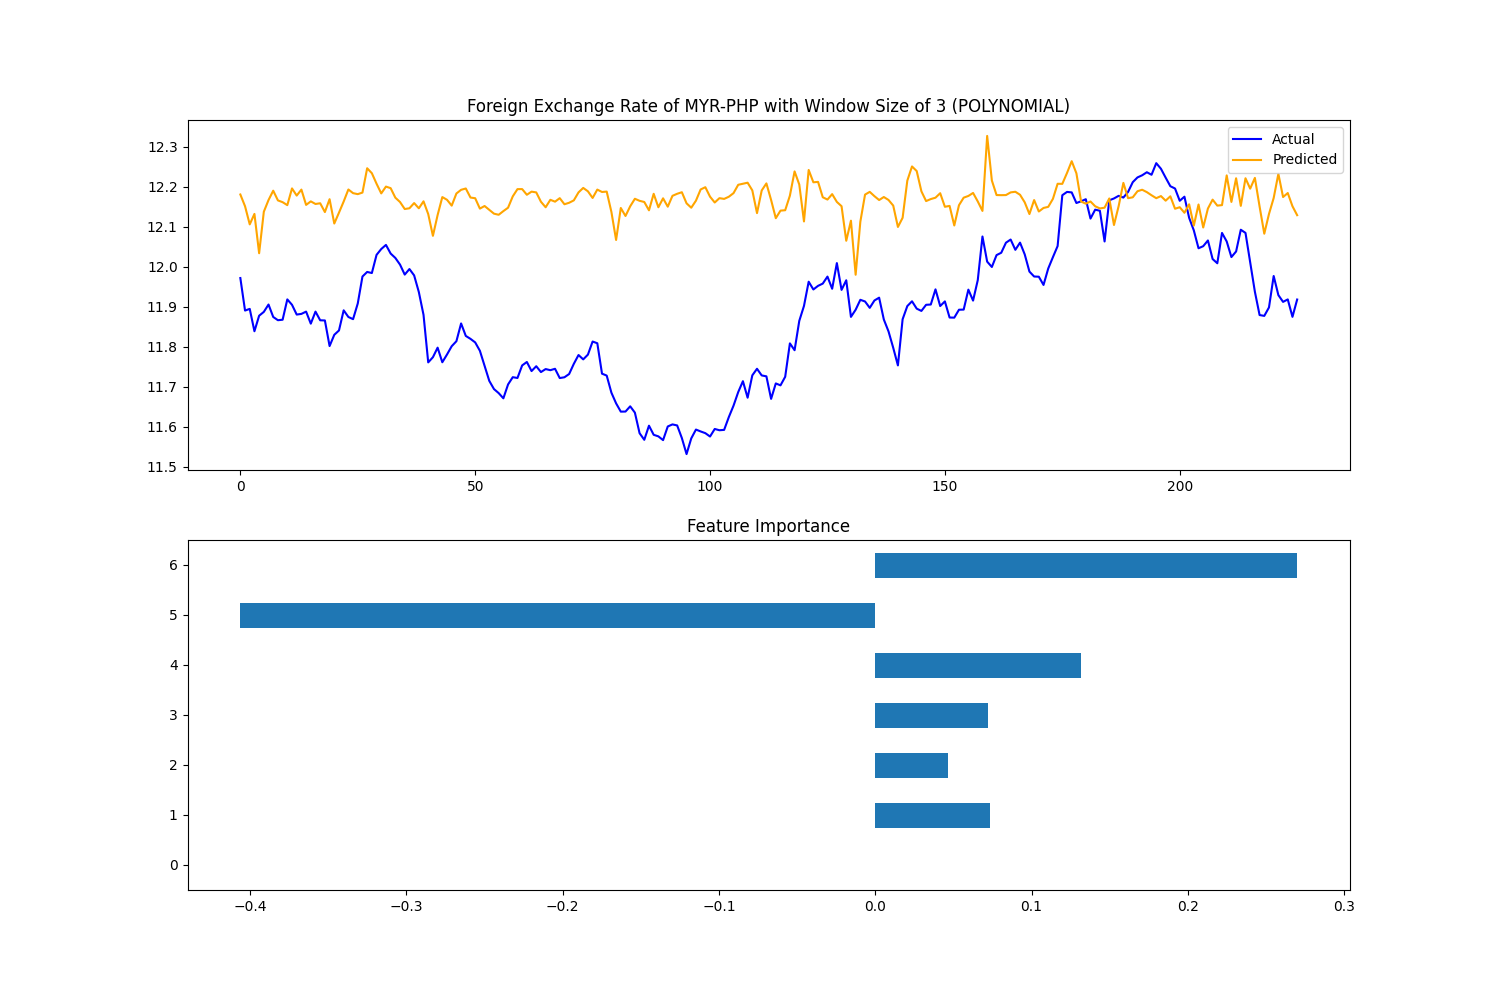 Foreign Exchange Rate of MYR-PHP with Window Size of 3 (POLYNOMIAL)
Actual
Predicted
12.3
12.2
12.1
12.0
11.9
11.8
11.7
11.6
11.5
0 50 100 150 200
Feature Importance
6
5
4
3
2
1
0
−0.4 −0.3 −0.2 −0.1 0.0 0.1 0.2 0.3